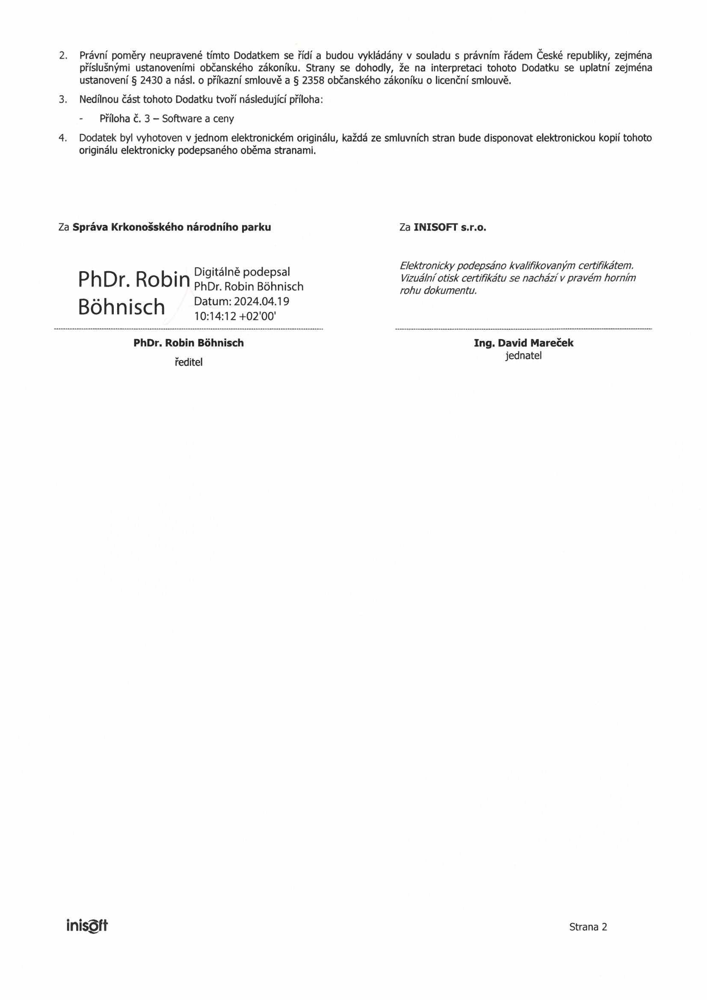 2. Právní poměry neupravené tímto Dodatkem se řídí a budou vykládány v souladu s právním řádem České republiky, zejména
příslušnými ustanoveními občanského zákoníku. Strany se dohodly, že na interpretaci tohoto Dodatku se uplatní zejména
ustanovení § 2430 a násl. o příkazní smlouvě a § 2358 občanského zákoníku o licenční smlouvě.
3. Nedílnou část tohoto Dodatku tvoří následující příloha:
- Příloha č. 3 – Software a ceny
4. Dodatek byl vyhotoven v jednom elektronickém originálu, každá ze smluvních stran bude disponovat elektronickou kopií tohoto
originálu elektronicky podepsaného oběma stranami.
Za Správa Krkonošského národního parku
PhDr. Robin
Böhnisch
Digitálně podepsal
PhDr. Robin Böhnisch
Datum: 2024.04.19
10:14:12 +02'00'
PhDr. Robin Böhnisch
ředitel
Za INISOFT s.r.o.
Elektronicky podepsáno kvalifikovaným certifikátem.
Vizuální otisk certifikátu se nachází v pravém horním
rohu dokumentu.
Ing. David Mareček
jednatel
inisoft
Strana 2